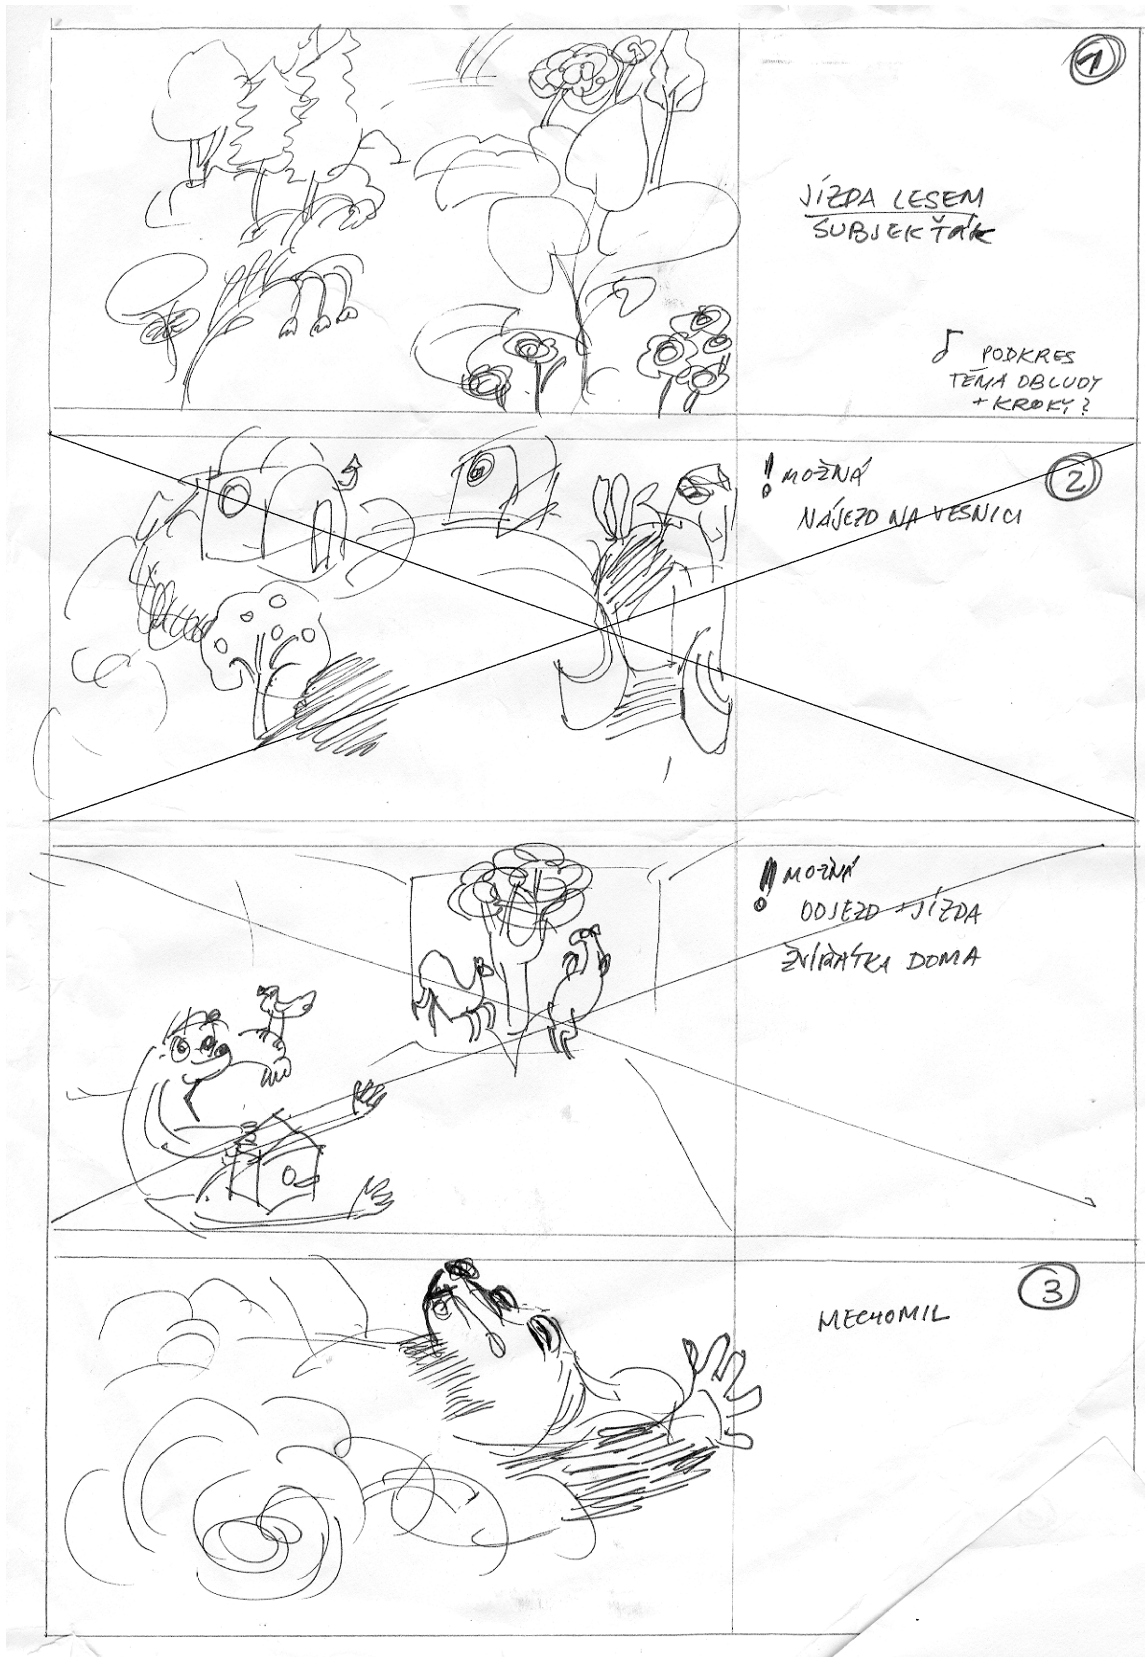 1
JÍZDA LESEM
SUBJEKŤÁK
PODKRES
TÉMA OBLUDY
+ KROKY?
! MOŽNÁ
2
NÁJEZD NA VESNICI
! MOŽNÁ
ODJEZD + JÍZDA
ZVÍŘÁTKA DOMA
3
MECHOMIL